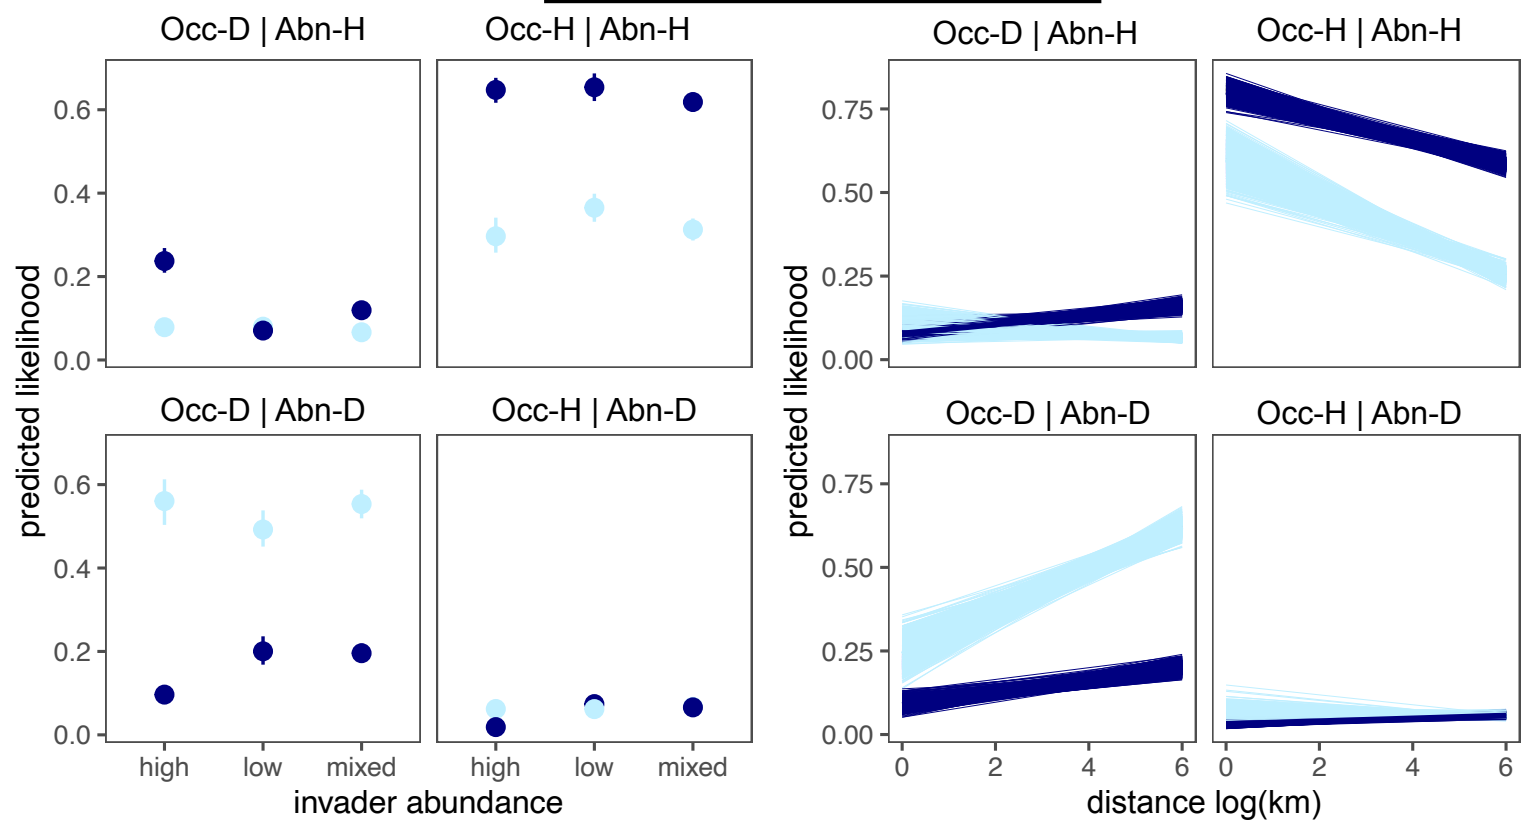 Occ-D | Abn-H
Occ-H | Abn-H
0.6
0.4
0.2
0.0
Occ-D | Abn-D
Occ-H | Abn-D
0.6
0.4
0.2
0.0
high
low
mixed
high
low
mixed
predicted likelihood
invader abundance
Occ-D | Abn-H
Occ-H | Abn-H
0.75
0.50
0.25
0.00
Occ-D | Abn-D
Occ-H | Abn-D
0.75
0.50
0.25
0.00
0
2
4
6
0
2
4
6
predicted likelihood
distance log(km)